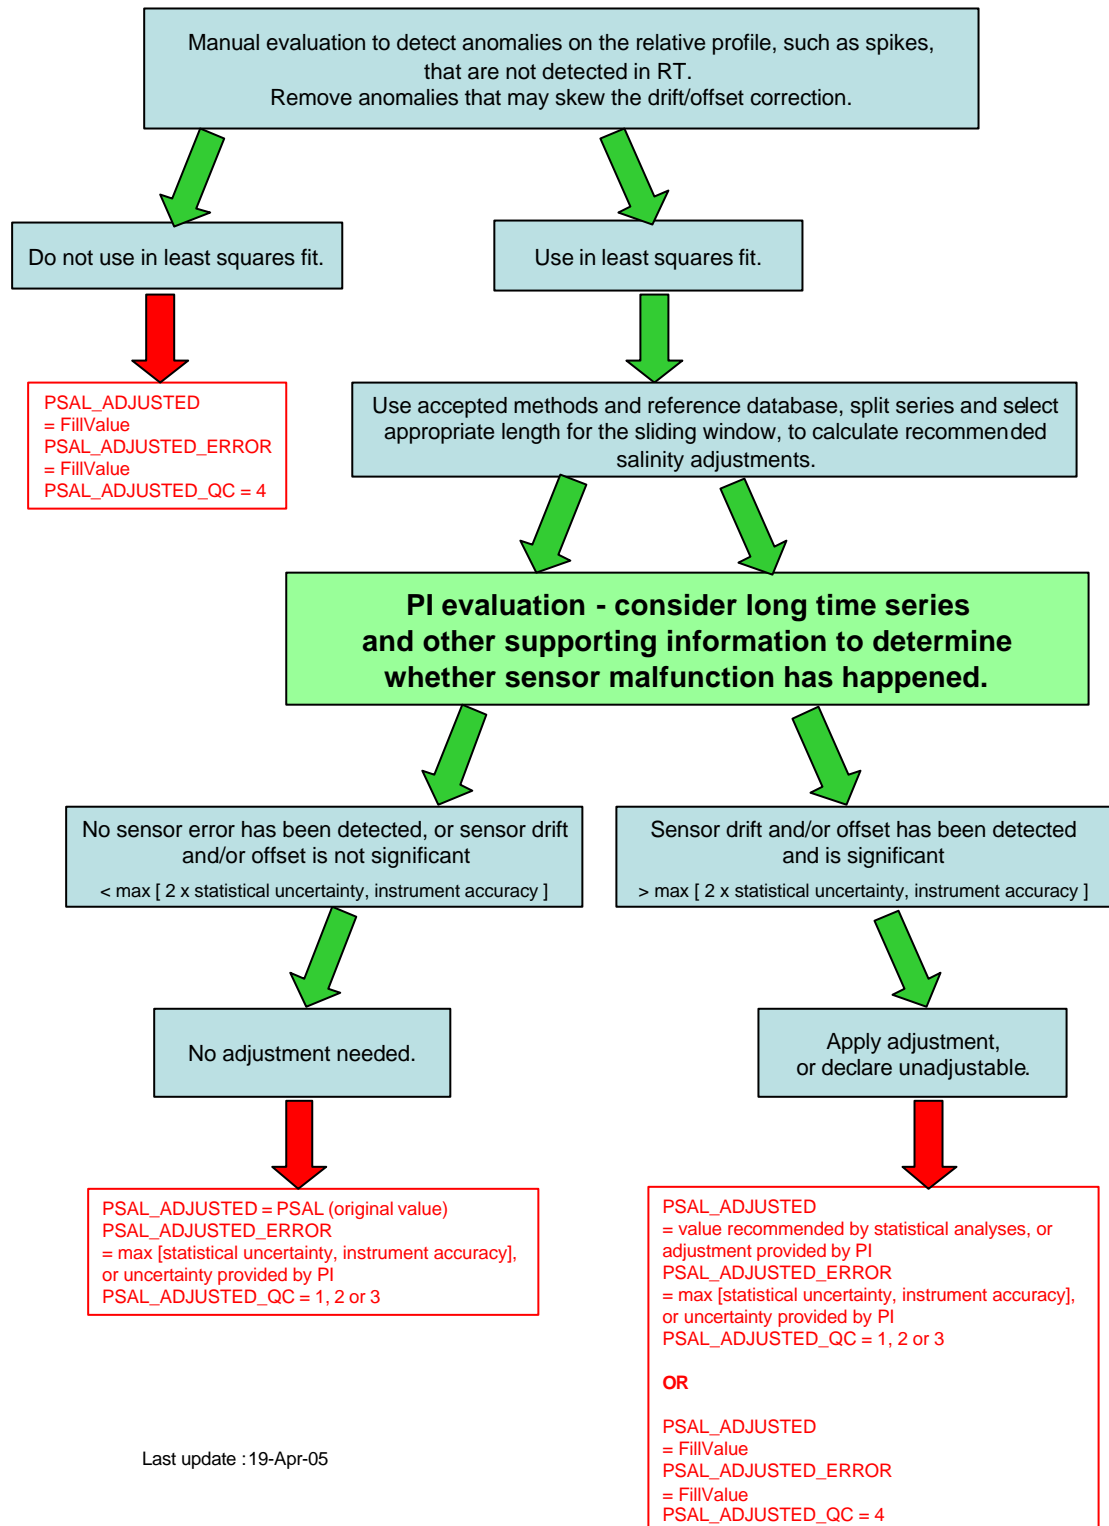 Manual evaluation to detect anomalies on the relative profile, such as spikes,
that are not detected in RT.
Remove anomalies that may skew the drift/offset correction.
Do not use in least squares fit.
Use in least squares fit.
PSAL_ADJUSTED
= FillValue
PSAL_ADJUSTED_ERROR
= FillValue
PSAL_ADJUSTED_QC = 4
Use accepted methods and reference database, split series and select
appropriate length for the sliding window, to calculate recommended
salinity adjustments.
PI evaluation - consider long time series
and other supporting information to determine
whether sensor malfunction has happened.
No sensor error has been detected, or sensor drift
and/or offset is not significant
< max [ 2 x statistical uncertainty, instrument accuracy ]
Sensor drift and/or offset has been detected
and is significant
> max [ 2 x statistical uncertainty, instrument accuracy ]
No adjustment needed.
Apply adjustment,
or declare unadjustable.
PSAL_ADJUSTED = PSAL (original value)
PSAL_ADJUSTED_ERROR
= max [statistical uncertainty, instrument accuracy],
or uncertainty provided by PI
PSAL_ADJUSTED_QC = 1, 2 or 3
PSAL_ADJUSTED
= value recommended by statistical analyses, or
adjustment provided by PI
PSAL_ADJUSTED_ERROR
= max [statistical uncertainty, instrument accuracy],
or uncertainty provided by PI
PSAL_ADJUSTED_QC = 1, 2 or 3
OR
PSAL_ADJUSTED
= FillValue
PSAL_ADJUSTED_ERROR
= FillValue
PSAL_ADJUSTED_QC = 4
Last update :19-Apr-05